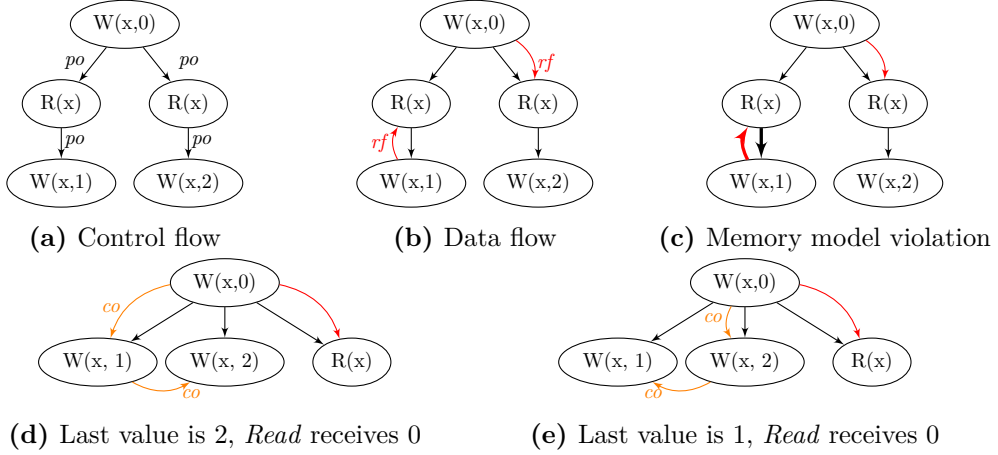 W(x,0) W(x,0) W(x,0)
po po rf
R(x) R(x) R(x) R(x) R(x) R(x)
po po rf
W(x,1) W(x,2) W(x,1) W(x,2) W(x,1) W(x,2)
(a) Control flow (b) Data flow (c) Memory model violation
W(x,0) W(x,0)
co co
W(x, 1) W(x, 2) R(x) W(x, 1) W(x, 2) R(x)
co co
(d) Last value is 2, Read receives 0 (e) Last value is 1, Read receives 0